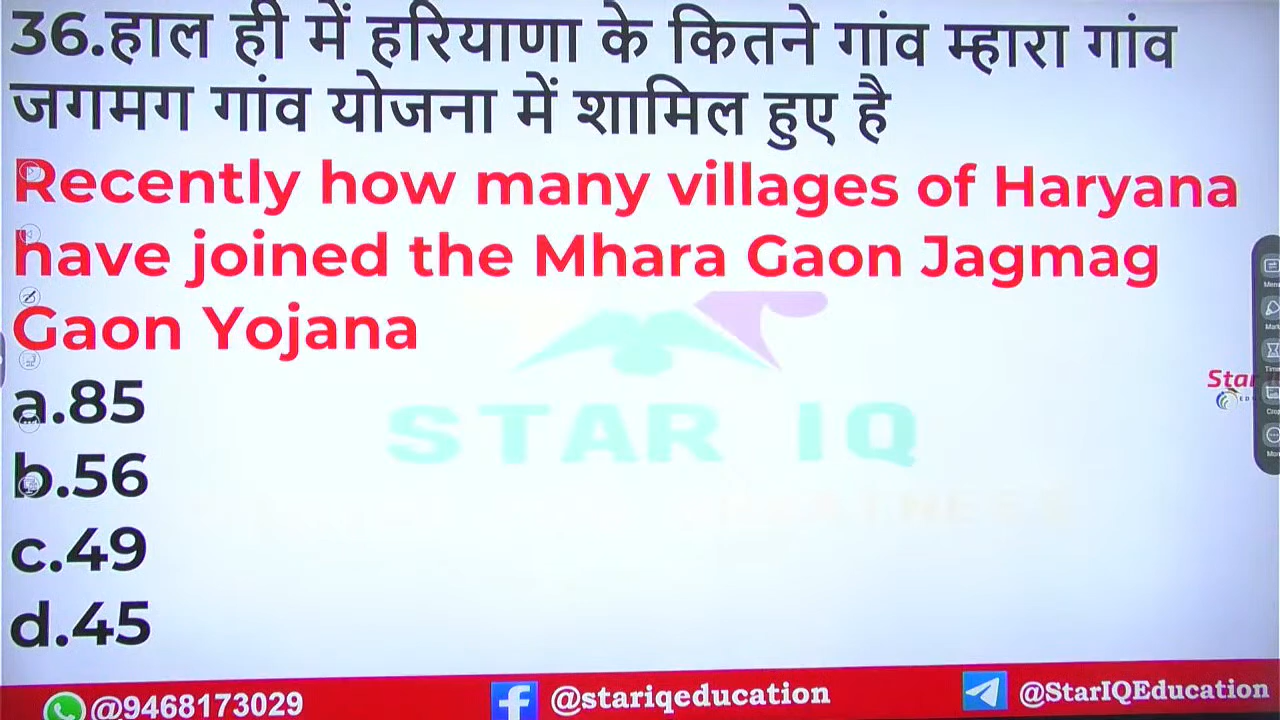 36.हाल ही में हरियाणा के कितने गांव म्हारा गांव
जगमग गांव योजना में शामिल हुए है
Recently how many villages of Haryana
have joined the Mhara Gaon Jagmag
Gaon Yojana
a.85
b.56
c.49
d.45
STAR IQ
Star
@9468173029
@stariqeducation
@StarIQEducation